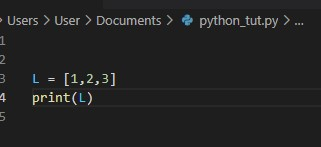 > Users > User > Documents > python_tut.py > ...
1
2
3 L = [1,2,3]
4 print(L)
5